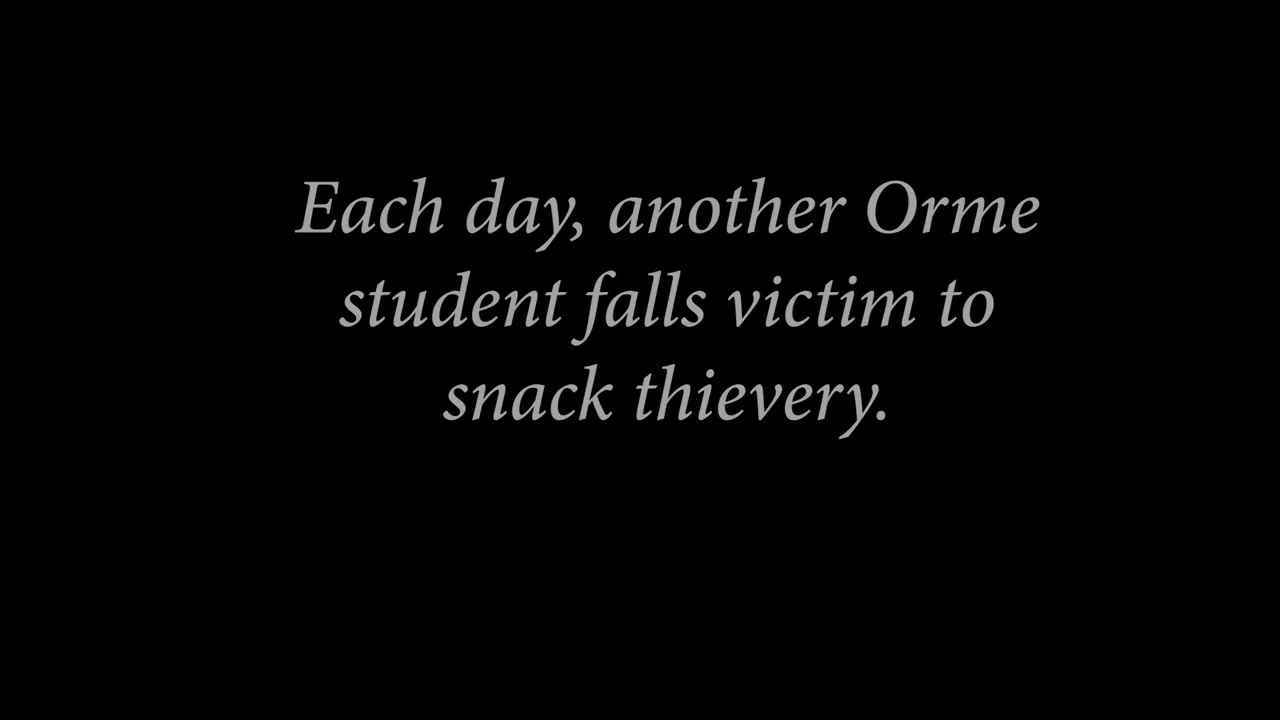 Each day, another Orme
student falls victim to
snack thievery.